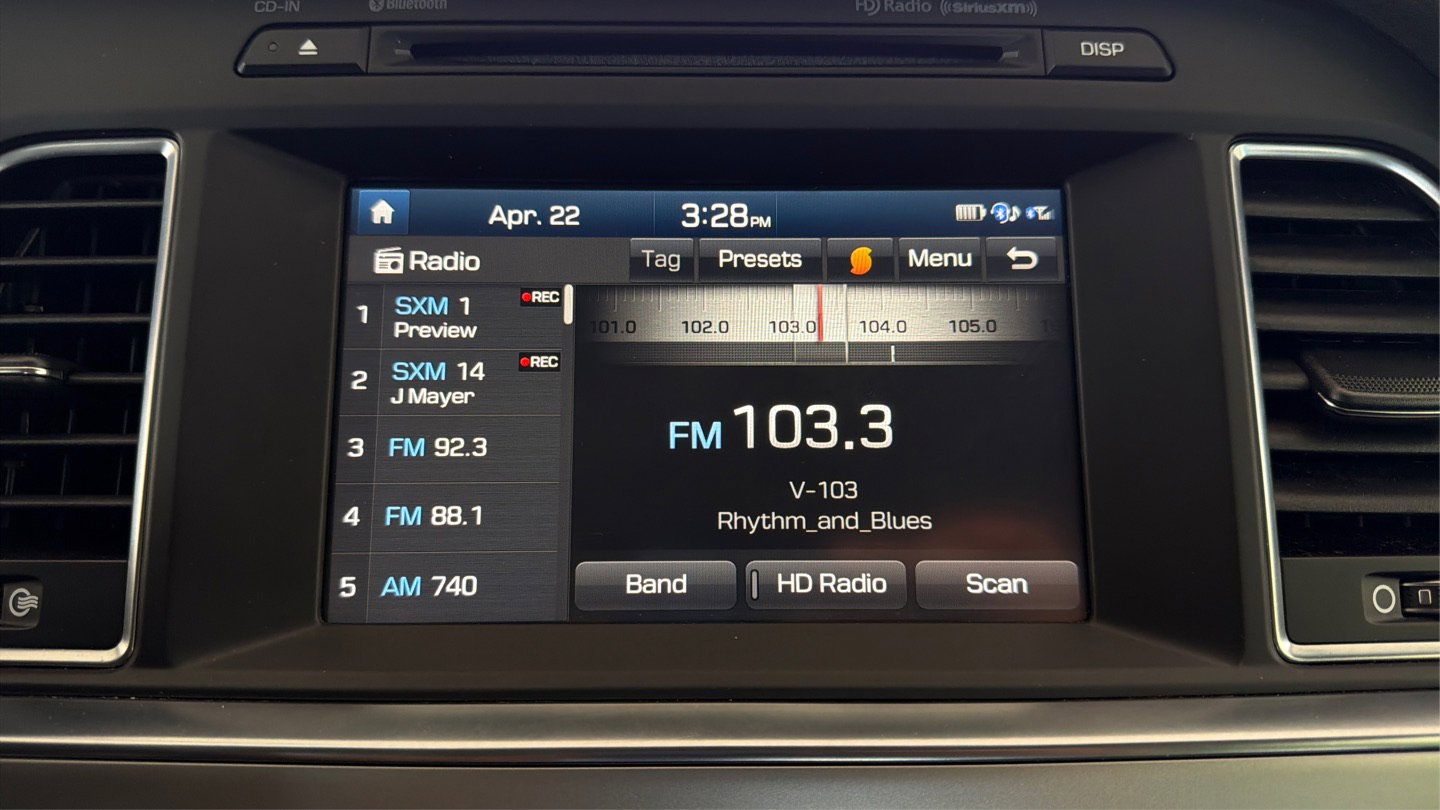 CD-IN Bluetooth HD Radio ((SiriusXM))
DISP
Apr. 22 3:28PM
Radio Tag Presets Menu
1 SXM 1 REC
Preview
2 SXM 14 REC
J Mayer
3 FM 92.3
4 FM 88.1
5 AM 740
101.0 102.0 103.0 104.0 105.0
FM 103.3
V-103
Rhythm_and_Blues
Band HD Radio Scan